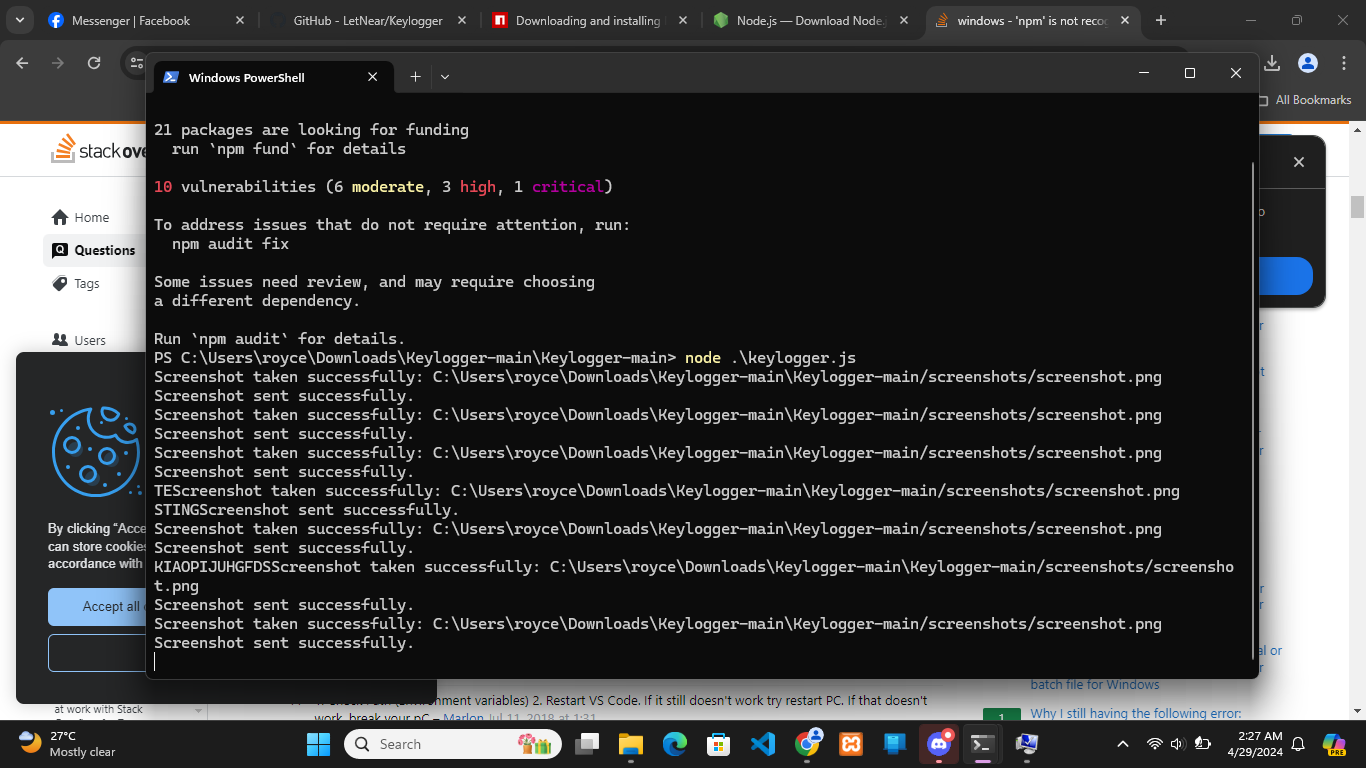 Messenger | Facebook
GitHub - LetNear/Keylogger
Downloading and installing
Node.js — Download Node.j
windows - 'npm' is not recog
All Bookmarks
Windows PowerShell
21 packages are looking for funding
run `npm fund` for details
10 vulnerabilities (6 moderate, 3 high, 1 critical)
To address issues that do not require attention, run:
npm audit fix
Some issues need review, and may require choosing
a different dependency.
Run `npm audit` for details.
PS C:\Users\royce\Downloads\Keylogger-main\Keylogger-main> node .\keylogger.js
Screenshot taken successfully: C:\Users\royce\Downloads\Keylogger-main\Keylogger-main/screenshots/screenshot.png
Screenshot sent successfully.
Screenshot taken successfully: C:\Users\royce\Downloads\Keylogger-main\Keylogger-main/screenshots/screenshot.png
Screenshot sent successfully.
Screenshot taken successfully: C:\Users\royce\Downloads\Keylogger-main\Keylogger-main/screenshots/screenshot.png
Screenshot sent successfully.
TEScreenshot taken successfully: C:\Users\royce\Downloads\Keylogger-main\Keylogger-main/screenshots/screenshot.png
STINGScreenshot sent successfully.
Screenshot taken successfully: C:\Users\royce\Downloads\Keylogger-main\Keylogger-main/screenshots/screenshot.png
Screenshot sent successfully.
KIAOPIJUHGFDSScreenshot taken successfully: C:\Users\royce\Downloads\Keylogger-main\Keylogger-main/screenshots/screensho
t.png
Screenshot sent successfully.
Screenshot taken successfully: C:\Users\royce\Downloads\Keylogger-main\Keylogger-main/screenshots/screenshot.png
Screenshot sent successfully.
stack ove
Home
Questions
Tags
Users
By clicking “Acce
can store cookies
accordance with
Accept all
at work with Stack
(Environment variables) 2. Restart VS Code. If it still doesn't work try restart PC. If that doesn't
work, break your pC – Marlon Jul 11, 2018 at 1:31
al or
batch file for Windows
1
Why I still having the following error:
27°C
Mostly clear
Search
PRE
2:27 AM
4/29/2024